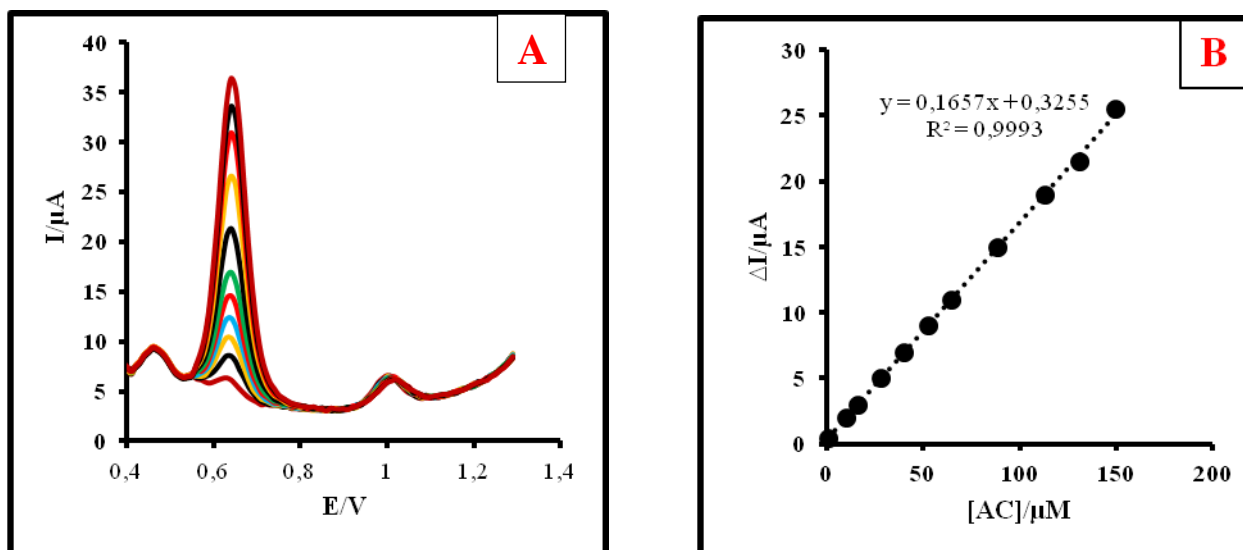 A
40
35
30
25
20
15
10
5
0
I/µA
0,4 0,6 0,8 1 1,2 1,4
E/V
B
30
25
20
15
10
5
0
ΔI/µA
y = 0,1657x + 0,3255
R² = 0,9993
0 50 100 150 200
[AC]/µM